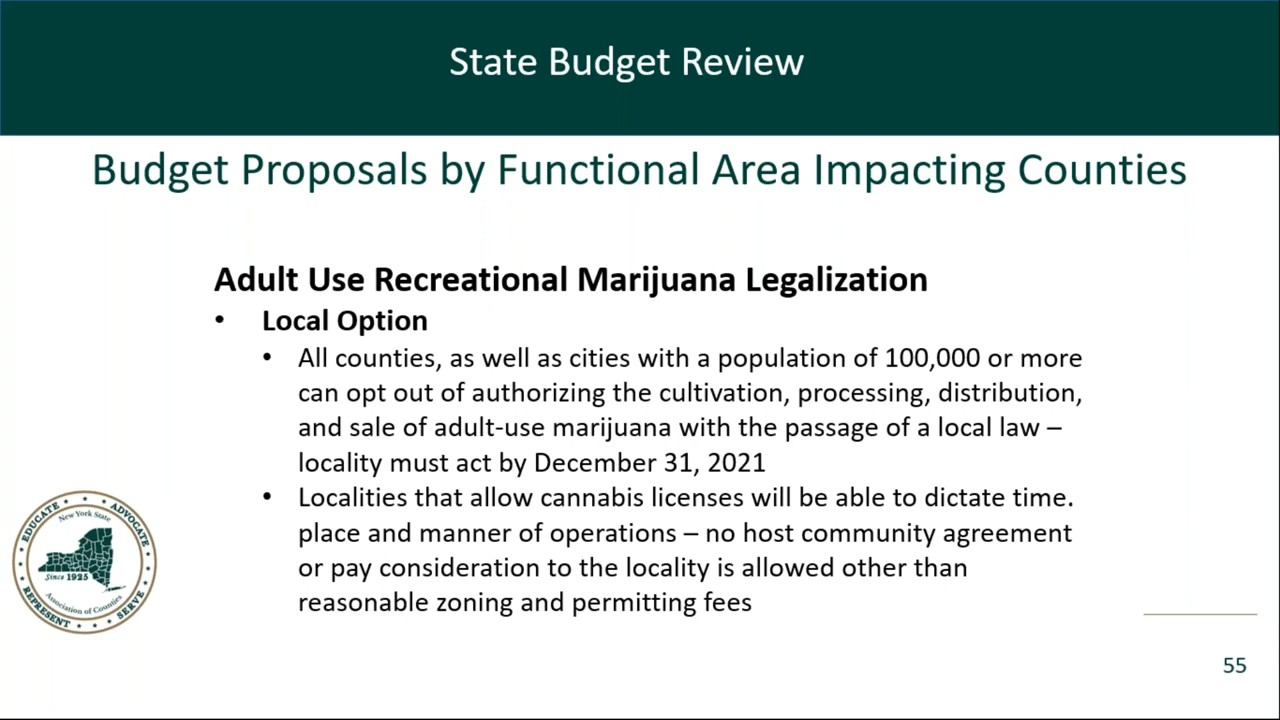 State Budget Review
Budget Proposals by Functional Area Impacting Counties
Adult Use Recreational Marijuana Legalization
• Local Option
• All counties, as well as cities with a population of 100,000 or more
can opt out of authorizing the cultivation, processing, distribution,
and sale of adult-use marijuana with the passage of a local law –
locality must act by December 31, 2021
• Localities that allow cannabis licenses will be able to dictate time.
place and manner of operations – no host community agreement
or pay consideration to the locality is allowed other than
reasonable zoning and permitting fees
EDUCATE ADVOCATE
New York State
Since 1925
Association of Counties
REPRESENT SERVE
55